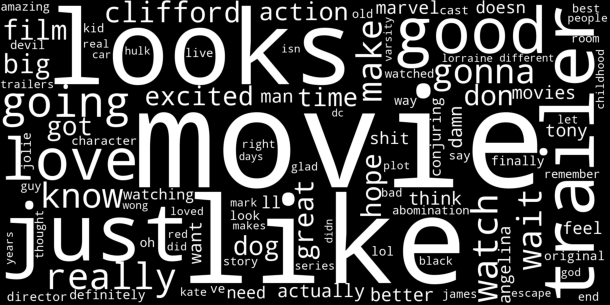 amazing
clifford
action
old
marvel
cast
doesn
best
people
room
film
kid
real
car
looks
make
varsity
good
devil
hulk
live
isn
watched
gonna
lorraine
different
childhood
big
trailers
going
excited
man
time
don
movies
trailer
dc
way
conjuring
damn
let
tony
jolie
love
got
character
movie
right
days
glad
shit
plot
say
finally
remember
guy
know
watching
wong
loved
mark
ll
look
makes
great
hope
bad
think
abomination
watch
angelina
wait
feel
years
thought
just
oh
red
did
want
dog
story
series
like
didn
lol
black
original
god
really
director
definitely
kate
ve
need
actually
better
james
escape
end